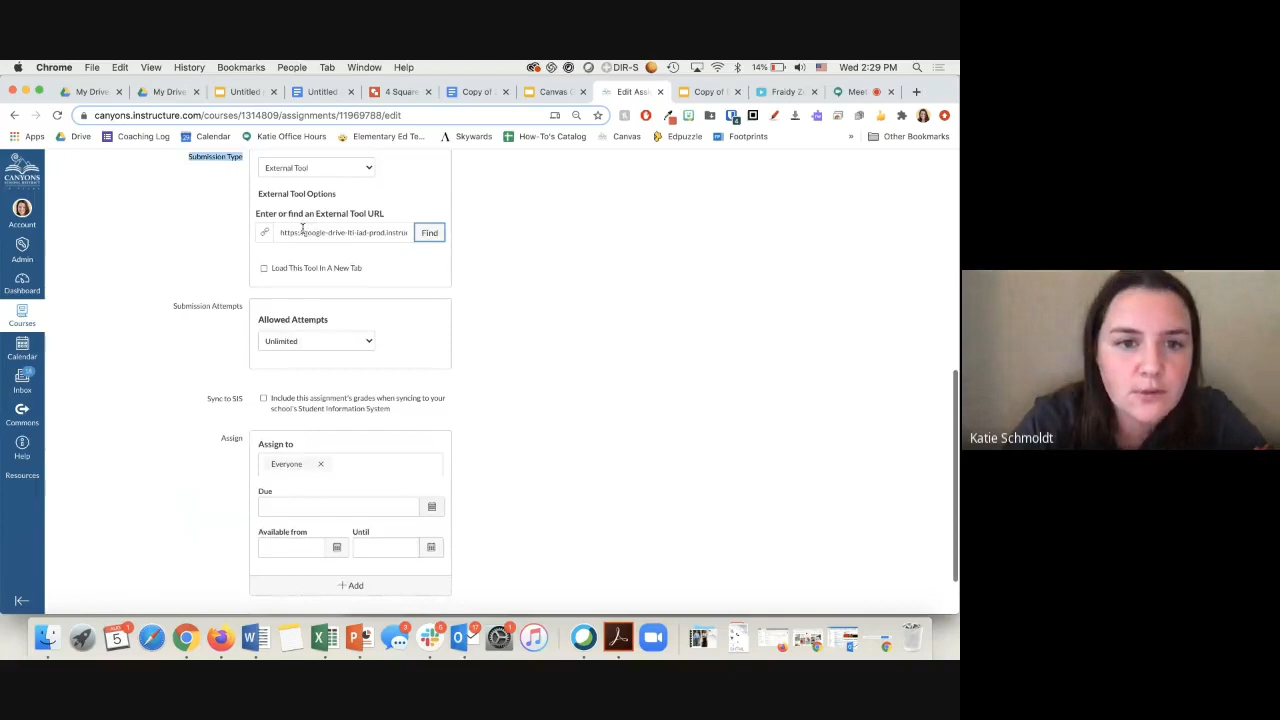 Chrome File Edit View History Bookmarks People Tab Window Help DIR-S 14% Wed 2:29 PM
My Drive My Drive Untitled Untitled 4 Square Copy of Canvas C Edit Ass Copy of Fraidy Z Meet
canyons.instructure.com/courses/1314809/assignments/11969788/edit
Apps Drive Coaching Log Calendar Katie Office Hours Elementary Ed Te... Skywards How-To's Catalog Canvas Edpuzzle Footprints » Other Bookmarks
CANYONS
Account
Admin
Dashboard
Courses
Calendar
Inbox
Commons
Help
Resources
Submission Type
External Tool
External Tool Options
Enter or find an External Tool URL
https://google-drive-lti-iad-prod.instruc
Find
Load This Tool In A New Tab
Submission Attempts
Allowed Attempts
Unlimited
Sync to SIS
Include this assignment's grades when syncing to your
school's Student Information System
Assign
Assign to
Everyone
Due
Available from Until
+ Add
Katie Schmoldt